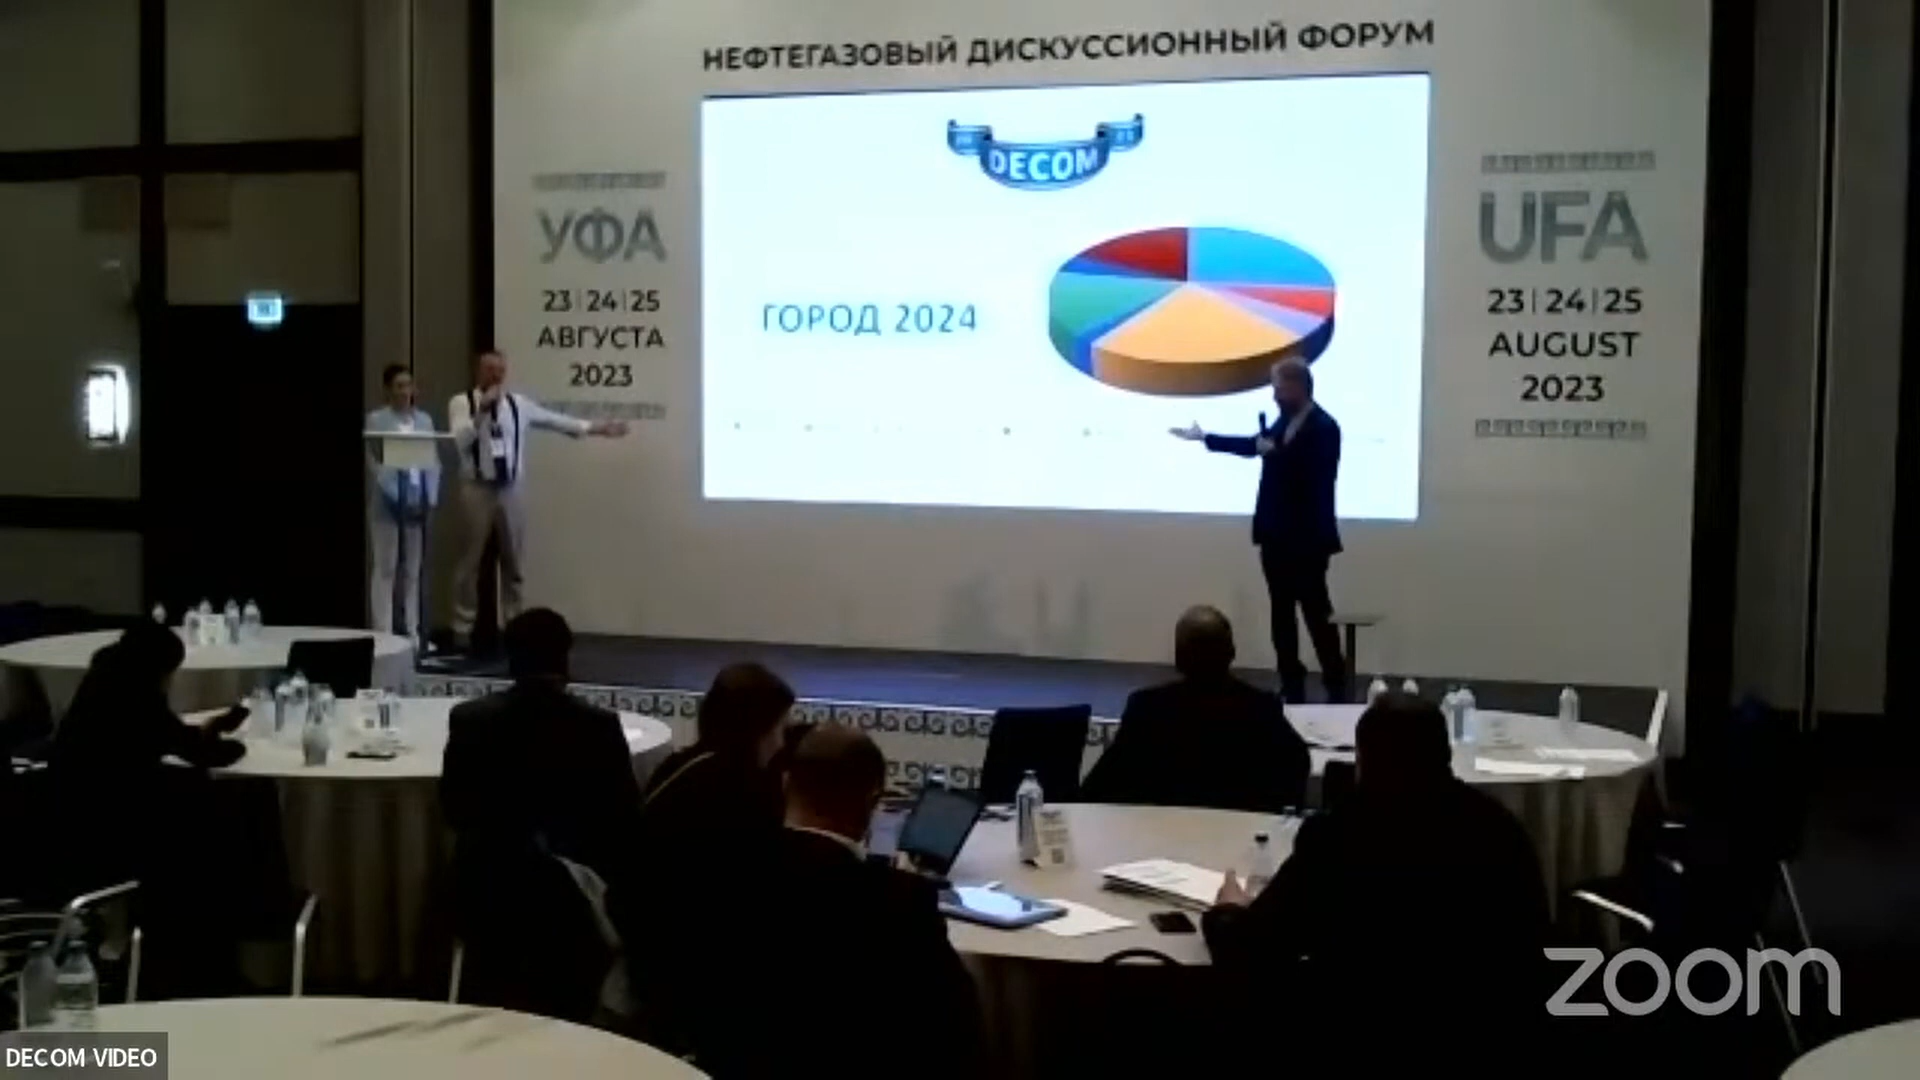 НЕФТЕГАЗОВЫЙ ДИСКУССИОННЫЙ ФОРУМ
DECOM
ГОРОД 2024
УФА
23|24|25
АВГУСТА
2023
UFA
23|24|25
AUGUST
2023
zoom
DECOM VIDEO